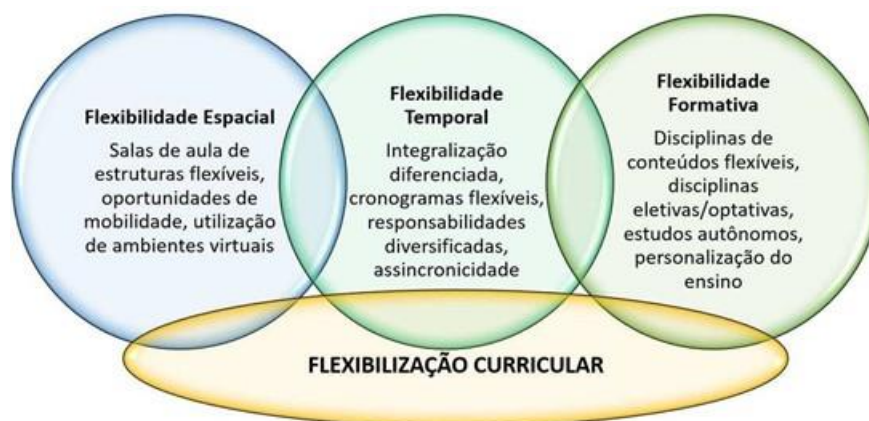 Flexibilidade Espacial
Salas de aula de
estruturas flexíveis,
oportunidades de
mobilidade, utilização
de ambientes virtuais
Flexibilidade
Temporal
Integralização
diferenciada,
cronogramas flexíveis,
responsabilidades
diversificadas,
assincronicidade
Flexibilidade
Formativa
Disciplinas de
conteúdos flexíveis,
disciplinas
eletivas/optativas,
estudos autônomos,
personalização do
ensino
FLEXIBILIZAÇÃO CURRICULAR